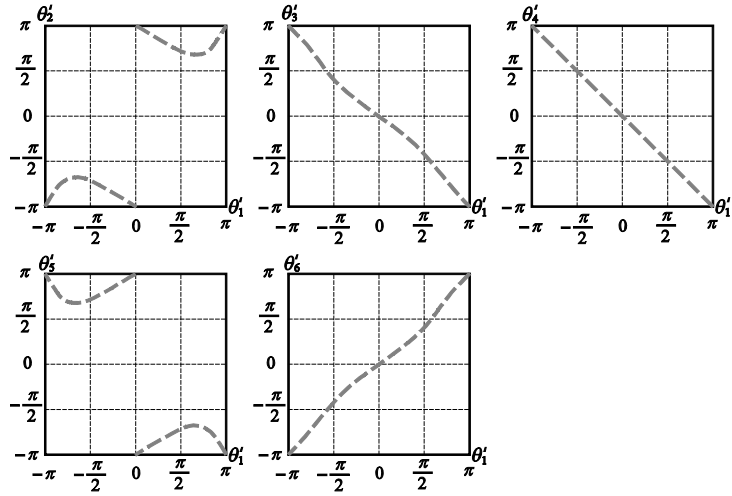 θ′2 θ′3 θ′4
π π π
π/2 π/2 π/2
0 0 0
−π/2 −π/2 −π/2
−π θ′1 −π θ′1 −π θ′1
−π −π/2 0 π/2 π −π −π/2 0 π/2 π −π −π/2 0 π/2 π
θ′5 θ′6
π π
π/2 π/2
0 0
−π/2 −π/2
−π θ′1 −π θ′1
−π −π/2 0 π/2 π −π −π/2 0 π/2 π